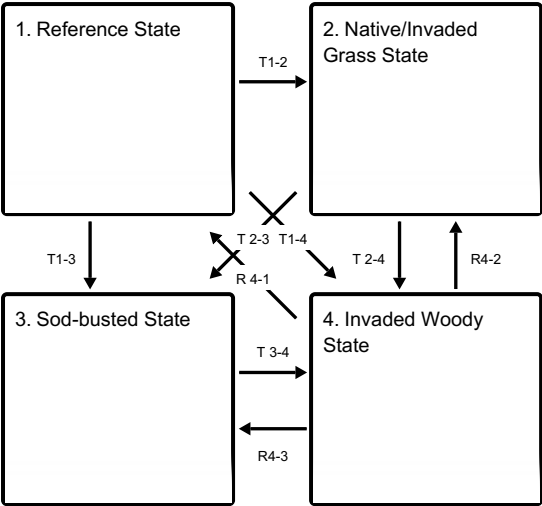 1. Reference State
2. Native/Invaded
Grass State
T1-2
T 2-3
T1-4
T1-3
T 2-4
R4-2
R 4-1
3. Sod-busted State
4. Invaded Woody
State
T 3-4
R4-3